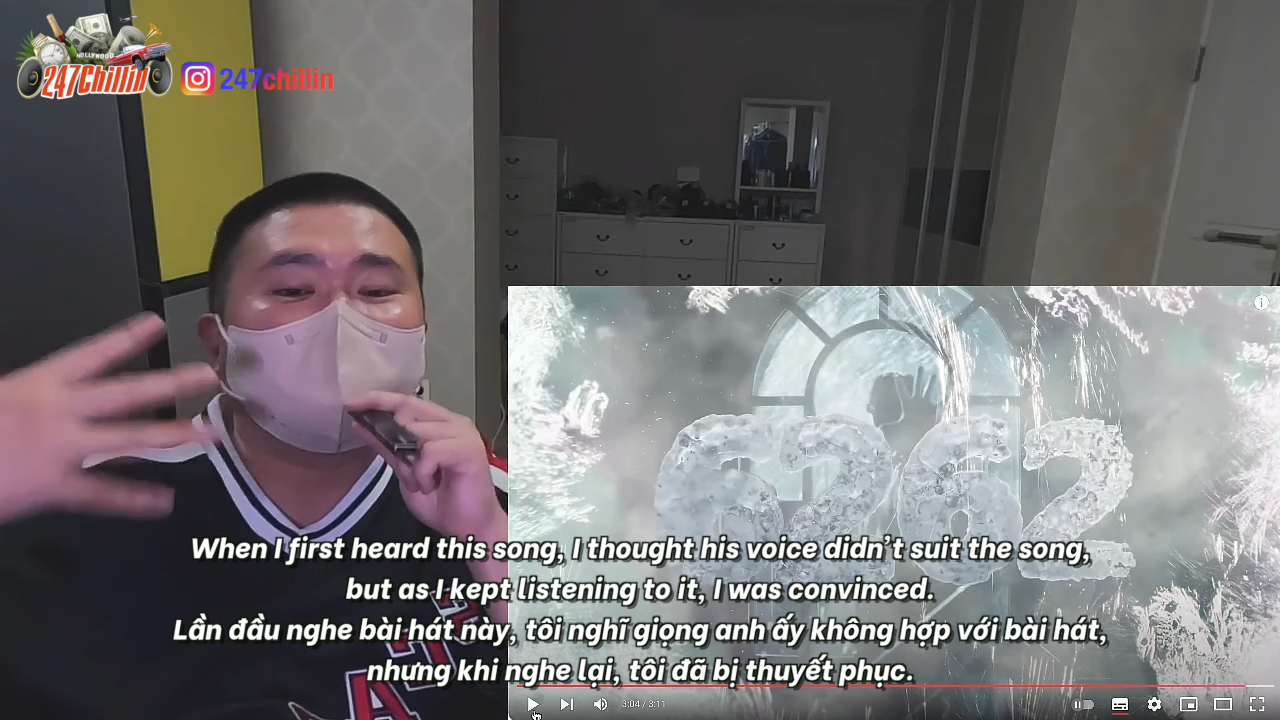 HOLLYWOOD
247Chillin
247chillin
6262
When I first heard this song, I thought his voice didn't suit the song,
but as I kept listening to it, I was convinced.
Lần đầu nghe bài hát này, tôi nghĩ giọng anh ấy không hợp với bài hát,
nhưng khi nghe lại, tôi đã bị thuyết phục.
3:04 / 3:11